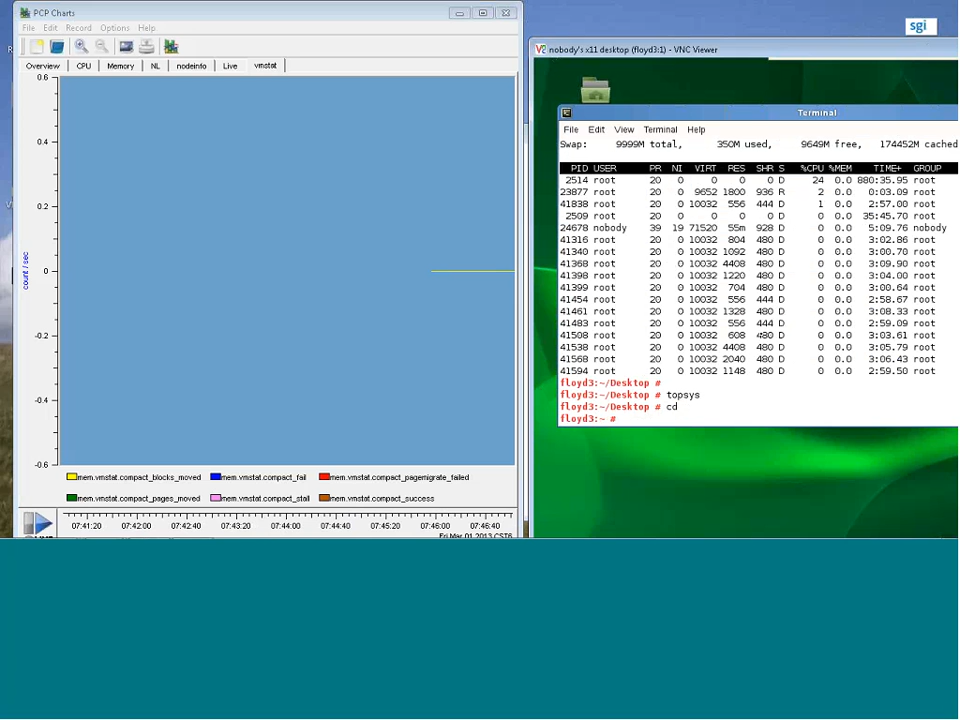 PCP Charts
File Edit Record Options Help
Overview CPU Memory NL nodeinfo Live vmstat
0.6
0.4
0.2
0
-0.2
-0.4
-0.6
count / sec
mem.vmstat.compact_blocks_moved mem.vmstat.compact_fail mem.vmstat.compact_pagemigrate_failed
mem.vmstat.compact_pages_moved mem.vmstat.compact_stall mem.vmstat.compact_success
07:41:20 07:42:00 07:42:40 07:43:20 07:44:00 07:44:40 07:45:20 07:46:00 07:46:40
Fri Mar 01 2013 CST6
sgi
nobody's x11 desktop (floyd3:1) - VNC Viewer
Terminal
File Edit View Terminal Help
Swap: 9999M total, 350M used, 9649M free, 174452M cached
PID USER PR NI VIRT RES SHR S %CPU %MEM TIME+ GROUP
2514 root 20 0 0 0 0 D 24 0.0 880:35.95 root
23877 root 20 0 9652 1800 936 R 2 0.0 0:03.09 root
41838 root 20 0 10032 556 444 D 1 0.0 2:57.00 root
2509 root 20 0 0 0 0 D 0 0.0 35:45.70 root
24678 nobody 39 19 71520 55m 928 D 0 0.0 5:09.76 nobody
41316 root 20 0 10032 804 480 D 0 0.0 3:02.86 root
41340 root 20 0 10032 1092 480 D 0 0.0 3:00.70 root
41368 root 20 0 10032 4408 480 D 0 0.0 3:09.90 root
41398 root 20 0 10032 1220 480 D 0 0.0 3:04.00 root
41399 root 20 0 10032 704 480 D 0 0.0 3:00.64 root
41454 root 20 0 10032 556 444 D 0 0.0 2:58.67 root
41461 root 20 0 10032 1328 480 D 0 0.0 3:08.33 root
41483 root 20 0 10032 556 444 D 0 0.0 2:59.09 root
41508 root 20 0 10032 608 480 D 0 0.0 3:03.61 root
41538 root 20 0 10032 4408 480 D 0 0.0 3:05.79 root
41568 root 20 0 10032 2040 480 D 0 0.0 3:06.43 root
41594 root 20 0 10032 1148 480 D 0 0.0 2:59.50 root
floyd3:~/Desktop #
floyd3:~/Desktop # topsys
floyd3:~/Desktop # cd
floyd3:~ #